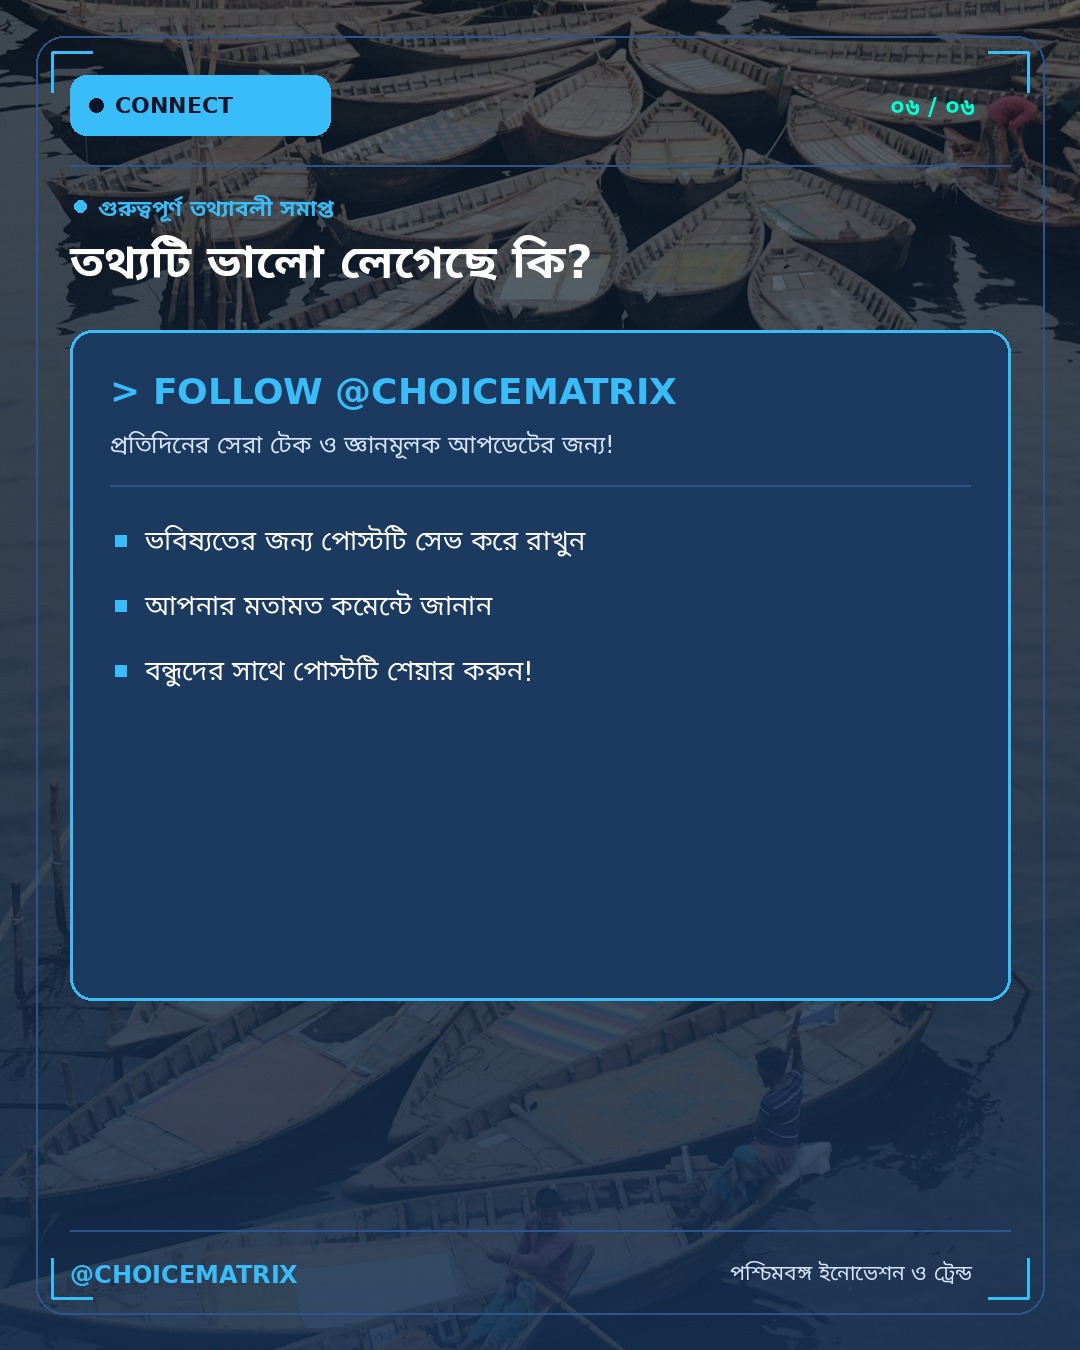 CONNECT
০৬ / ০৬
গুরুত্বপূর্ণ তথ্যাবলী সমাপ্ত
তথ্যটি ভালো লেগেছে কি?
> FOLLOW @CHOICEMATRIX
প্রতিদিনের সেরা টেক ও জ্ঞানমূলক আপডেটের জন্য!
ভবিষ্যতের জন্য পোস্টটি সেভ করে রাখুন
আপনার মতামত কমেন্টে জানান
বন্ধুদের সাথে পোস্টটি শেয়ার করুন!
@CHOICEMATRIX
পশ্চিমবঙ্গ ইনোভেশন ও ট্রেন্ড